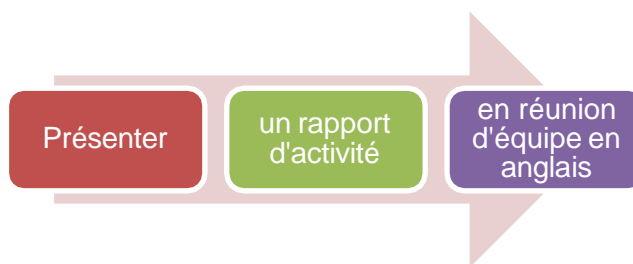 Présenter
un rapport
d'activité
en réunion
d'équipe en
anglais